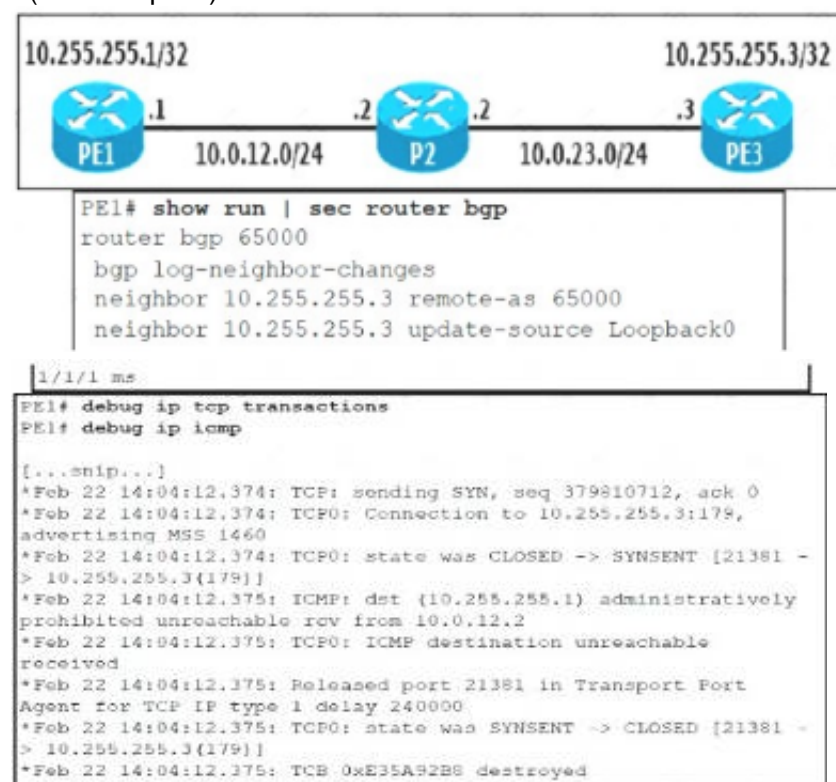 10.255.255.1/32
10.255.255.3/32
.1
.2
.2
.3
PE1
10.0.12.0/24
P2
10.0.23.0/24
PE3
PE1# show run | sec router bgp
router bgp 65000
bgp log-neighbor-changes
neighbor 10.255.255.3 remote-as 65000
neighbor 10.255.255.3 update-source Loopback0
1/1/1 ms
PE1# debug ip tcp transactions
PE1# debug ip icmp
[...snip...]
*Feb 22 14:04:12.374: TCP: sending SYN, seq 379810712, ack 0
*Feb 22 14:04:12.374: TCP0: Connection to 10.255.255.3:179,
advertising MSS 1460
*Feb 22 14:04:12.374: TCP0: state was CLOSED -> SYNSENT [21381 -
> 10.255.255.3(179)]
*Feb 22 14:04:12.375: ICMP: dst (10.255.255.1) administratively
prohibited unreachable rcv from 10.0.12.2
*Feb 22 14:04:12.375: TCP0: ICMP destination unreachable
received
*Feb 22 14:04:12.375: Released port 21381 in Transport Port
Agent for TCP IP type 1 delay 240000
*Feb 22 14:04:12.375: TCP0: state was SYNSENT -> CLOSED [21381 -
> 10.255.255.3(179)]
*Feb 22 14:04:12.375: TCB 0xE35A92B8 destroyed